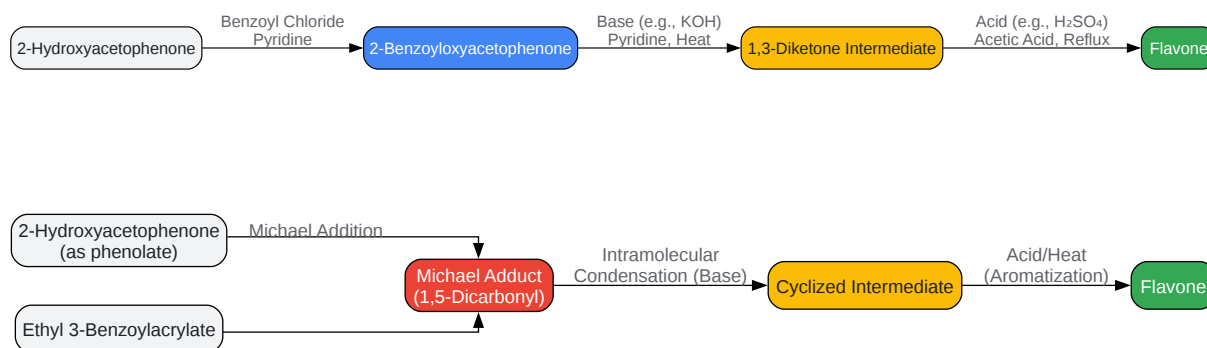 Benzoyl Chloride
Pyridine
Base (e.g., KOH)
Pyridine, Heat
Acid (e.g., H₂SO₄)
Acetic Acid, Reflux
2-Hydroxyacetophenone
2-Benzoyloxyacetophenone
1,3-Diketone Intermediate
Flavone
2-Hydroxyacetophenone
(as phenolate)
Michael Addition
Michael Adduct
(1,5-Dicarbonyl)
Intramolecular
Condensation (Base)
Cyclized Intermediate
Acid/Heat
(Aromatization)
Flavone
Ethyl 3-Benzoylacrylate